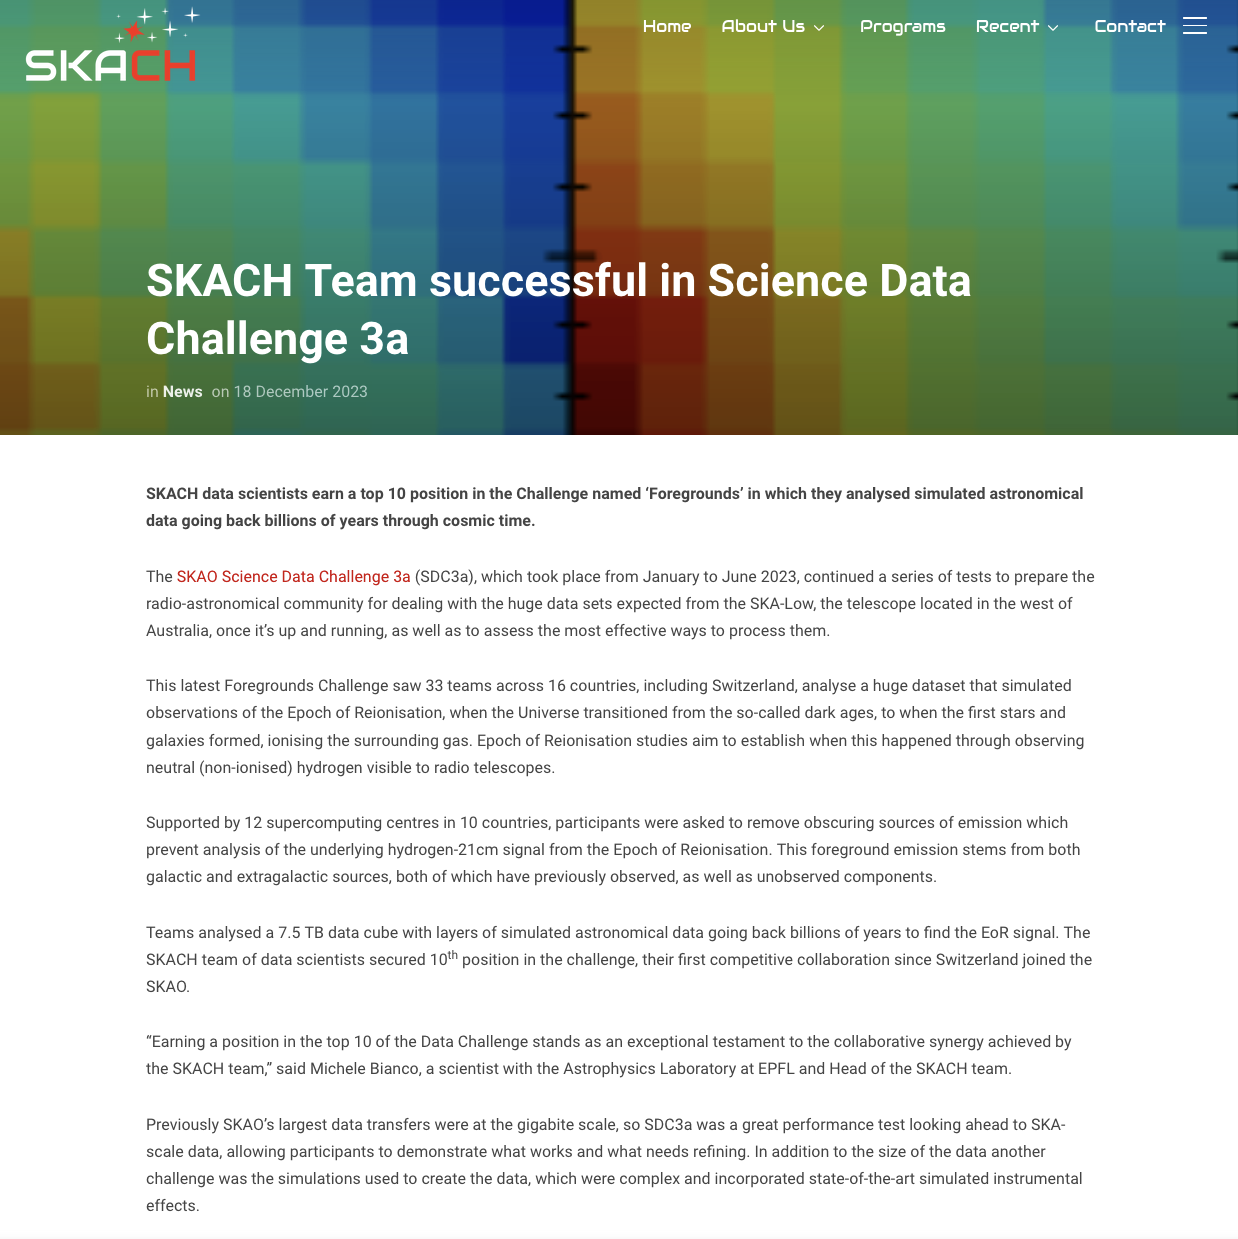 SKACH
Home About Us Programs Recent Contact
SKACH Team successful in Science Data
Challenge 3a
in News on 18 December 2023
SKACH data scientists earn a top 10 position in the Challenge named ‘Foregrounds’ in which they analysed simulated astronomical
data going back billions of years through cosmic time.
The SKAO Science Data Challenge 3a (SDC3a), which took place from January to June 2023, continued a series of tests to prepare the
radio-astronomical community for dealing with the huge data sets expected from the SKA-Low, the telescope located in the west of
Australia, once it’s up and running, as well as to assess the most effective ways to process them.
This latest Foregrounds Challenge saw 33 teams across 16 countries, including Switzerland, analyse a huge dataset that simulated
observations of the Epoch of Reionisation, when the Universe transitioned from the so-called dark ages, to when the first stars and
galaxies formed, ionising the surrounding gas. Epoch of Reionisation studies aim to establish when this happened through observing
neutral (non-ionised) hydrogen visible to radio telescopes.
Supported by 12 supercomputing centres in 10 countries, participants were asked to remove obscuring sources of emission which
prevent analysis of the underlying hydrogen-21cm signal from the Epoch of Reionisation. This foreground emission stems from both
galactic and extragalactic sources, both of which have previously observed, as well as unobserved components.
Teams analysed a 7.5 TB data cube with layers of simulated astronomical data going back billions of years to find the EoR signal. The
SKACH team of data scientists secured 10th position in the challenge, their first competitive collaboration since Switzerland joined the
SKAO.
“Earning a position in the top 10 of the Data Challenge stands as an exceptional testament to the collaborative synergy achieved by
the SKACH team,” said Michele Bianco, a scientist with the Astrophysics Laboratory at EPFL and Head of the SKACH team.
Previously SKAO’s largest data transfers were at the gigabite scale, so SDC3a was a great performance test looking ahead to SKA-
scale data, allowing participants to demonstrate what works and what needs refining. In addition to the size of the data another
challenge was the simulations used to create the data, which were complex and incorporated state-of-the-art simulated instrumental
effects.